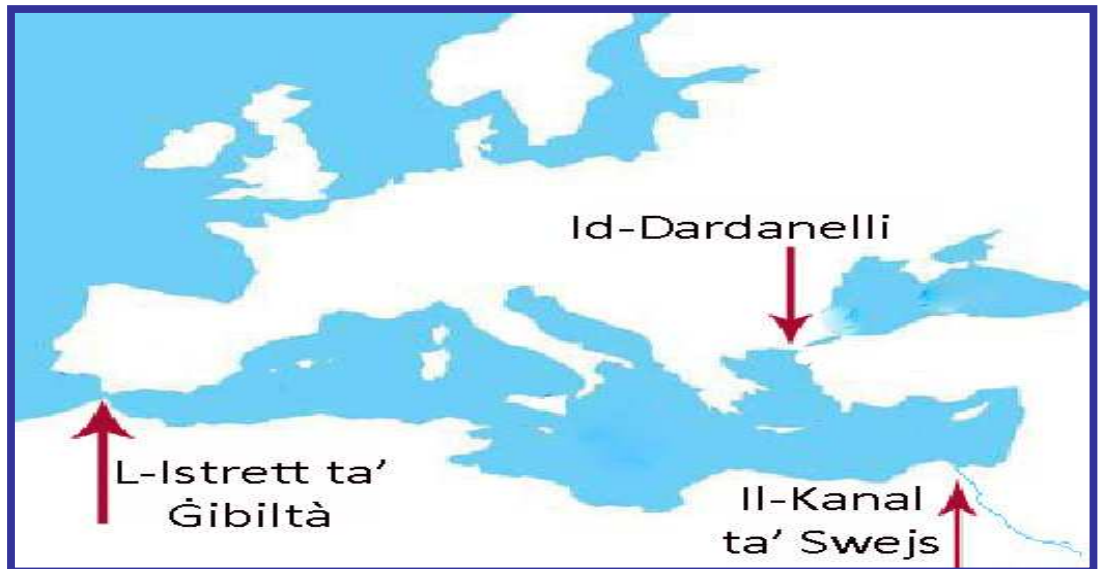 Id-Dardanelli
L-Istrett ta’
Ġibiltà
Il-Kanal
ta’ Swejs